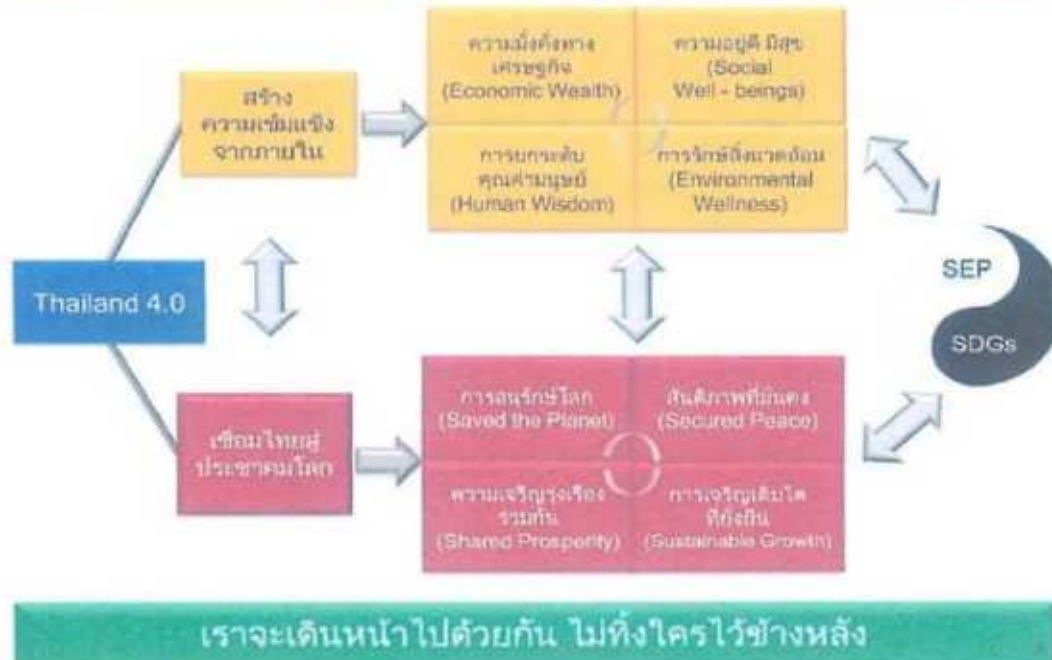 ความมั่งคั่งทาง
เศรษฐกิจ
(Economic Wealth)
ความอยู่ดี มีสุข
(Social
Well - beings)
สร้าง
ความเข้มแข็ง
จากภายใน
การยกระดับ
คุณค่ามนุษย์
(Human Wisdom)
การรักษ์สิ่งแวดล้อม
(Environmental
Wellness)
Thailand 4.0
SEP
SDGs
การอนุรักษ์โลก
(Saved the Planet)
สันติภาพที่มั่นคง
(Secured Peace)
เชื่อมไทยสู่
ประชาคมโลก
ความเจริญรุ่งเรือง
ร่วมกัน
(Shared Prosperity)
การเจริญเติบโต
ที่ยั่งยืน
(Sustainable Growth)
เราจะเดินหน้าไปด้วยกัน ไม่ทิ้งใครไว้ข้างหลัง